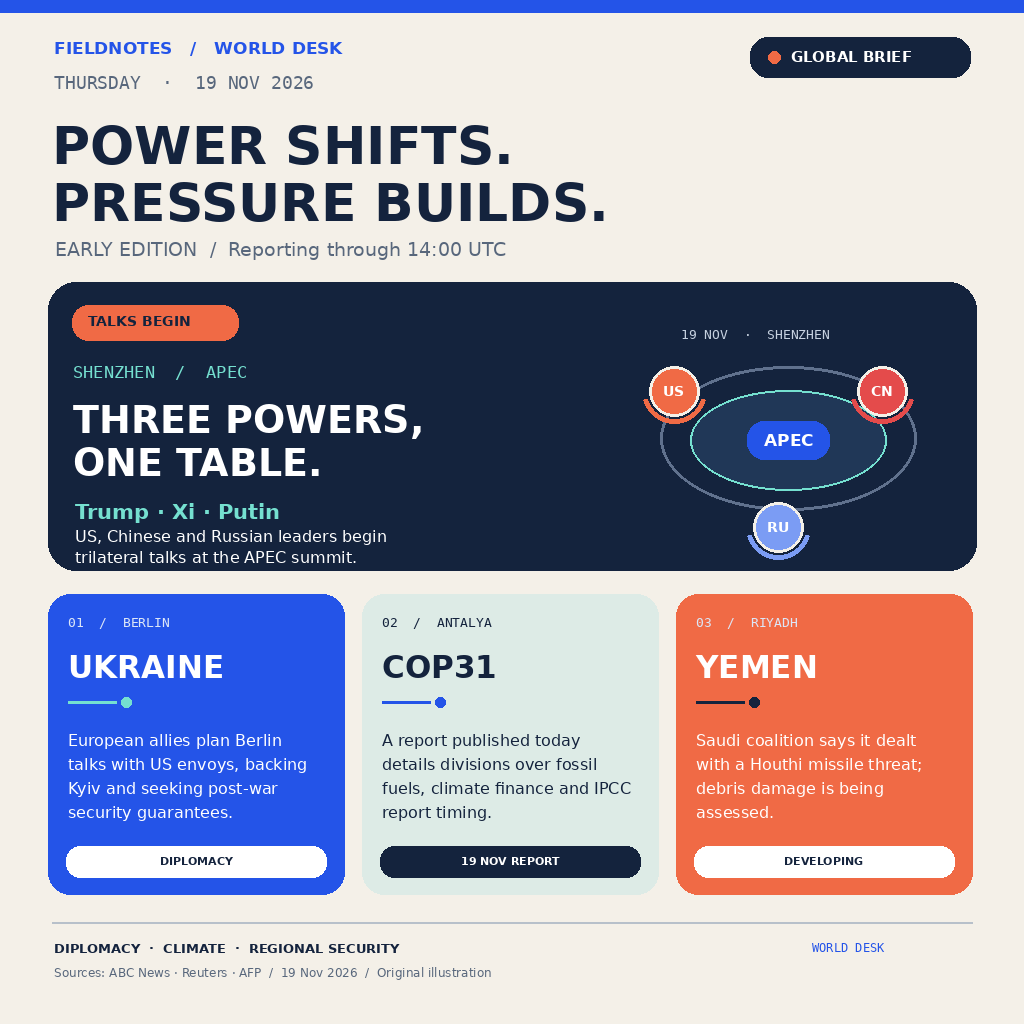 FIELDNOTES / WORLD DESK
GLOBAL BRIEF
THURSDAY · 19 NOV 2026
POWER SHIFTS.
PRESSURE BUILDS.
EARLY EDITION / Reporting through 14:00 UTC
TALKS BEGIN
SHENZHEN / APEC
THREE POWERS,
ONE TABLE.
Trump · Xi · Putin
US, Chinese and Russian leaders begin
trilateral talks at the APEC summit.
19 NOV · SHENZHEN
US
CN
APEC
RU
01 / BERLIN
UKRAINE
European allies plan Berlin
talks with US envoys, backing
Kyiv and seeking post-war
security guarantees.
DIPLOMACY
02 / ANTALYA
COP31
A report published today
details divisions over fossil
fuels, climate finance and IPCC
report timing.
19 NOV REPORT
03 / RIYADH
YEMEN
Saudi coalition says it dealt
with a Houthi missile threat;
debris damage is being
assessed.
DEVELOPING
DIPLOMACY · CLIMATE · REGIONAL SECURITY
WORLD DESK
Sources: ABC News · Reuters · AFP / 19 Nov 2026 / Original illustration